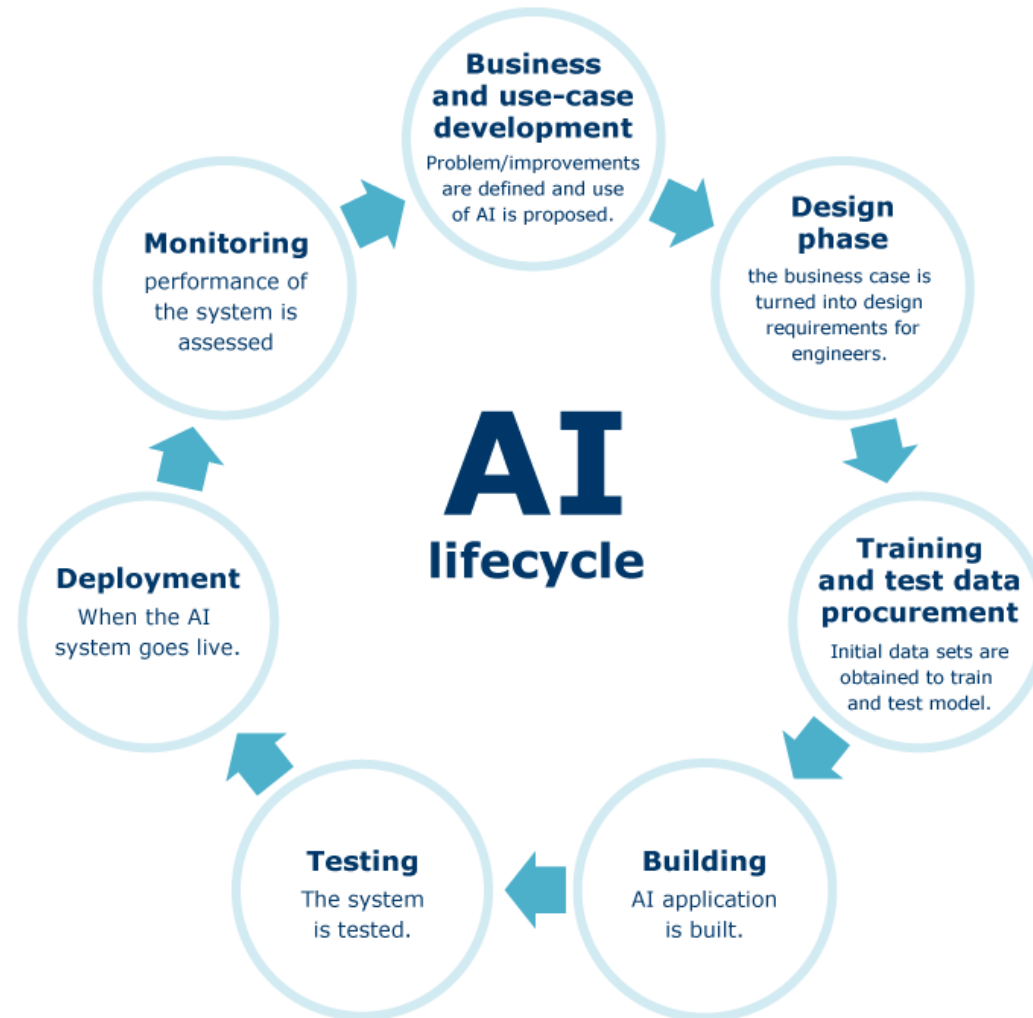 Business
and use-case
development
Problem/improvements
are defined and use
of AI is proposed.
Design
phase
the business case is
turned into design
requirements for
engineers.
Training
and test data
procurement
Initial data sets are
obtained to train
and test model.
Building
AI application
is built.
Testing
The system
is tested.
Deployment
When the AI
system goes live.
Monitoring
performance of
the system is
assessed
AI
lifecycle